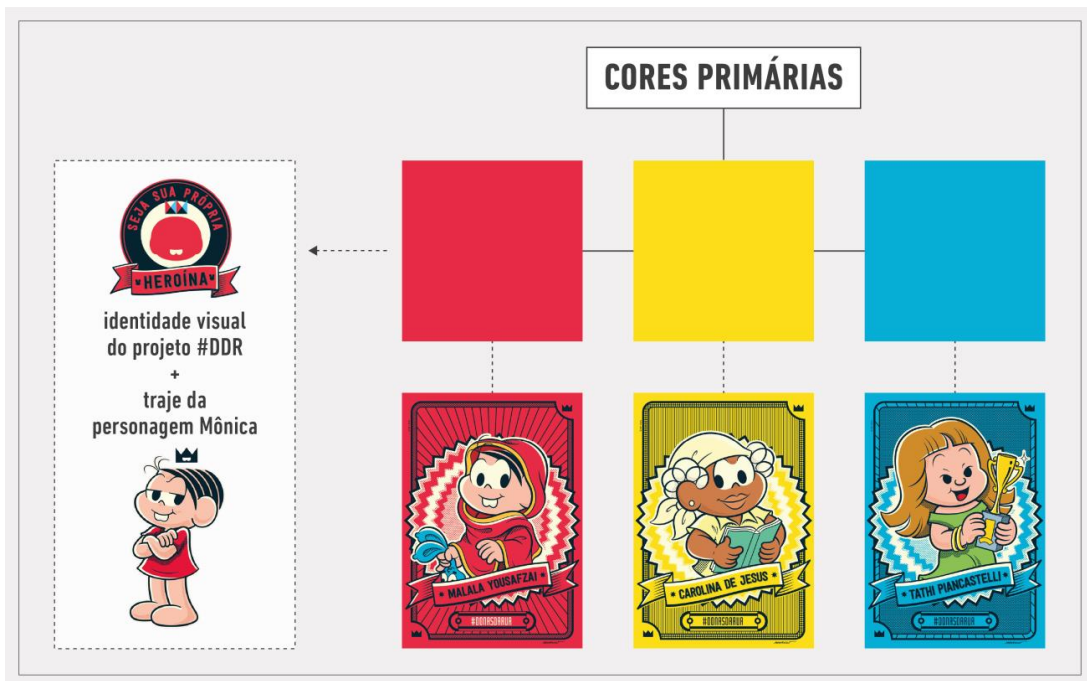 CORES PRIMÁRIAS
SEJA SUA PRÓPRIA
HEROÍNA
identidade visual
do projeto #DDR
+
traje da
personagem Mônica
MALALA YOUSAFZAI
#DONASDARUA
CAROLINA DE JESUS
#DONASDARUA
TATHI PIANCASTELLI
#DONASDARUA